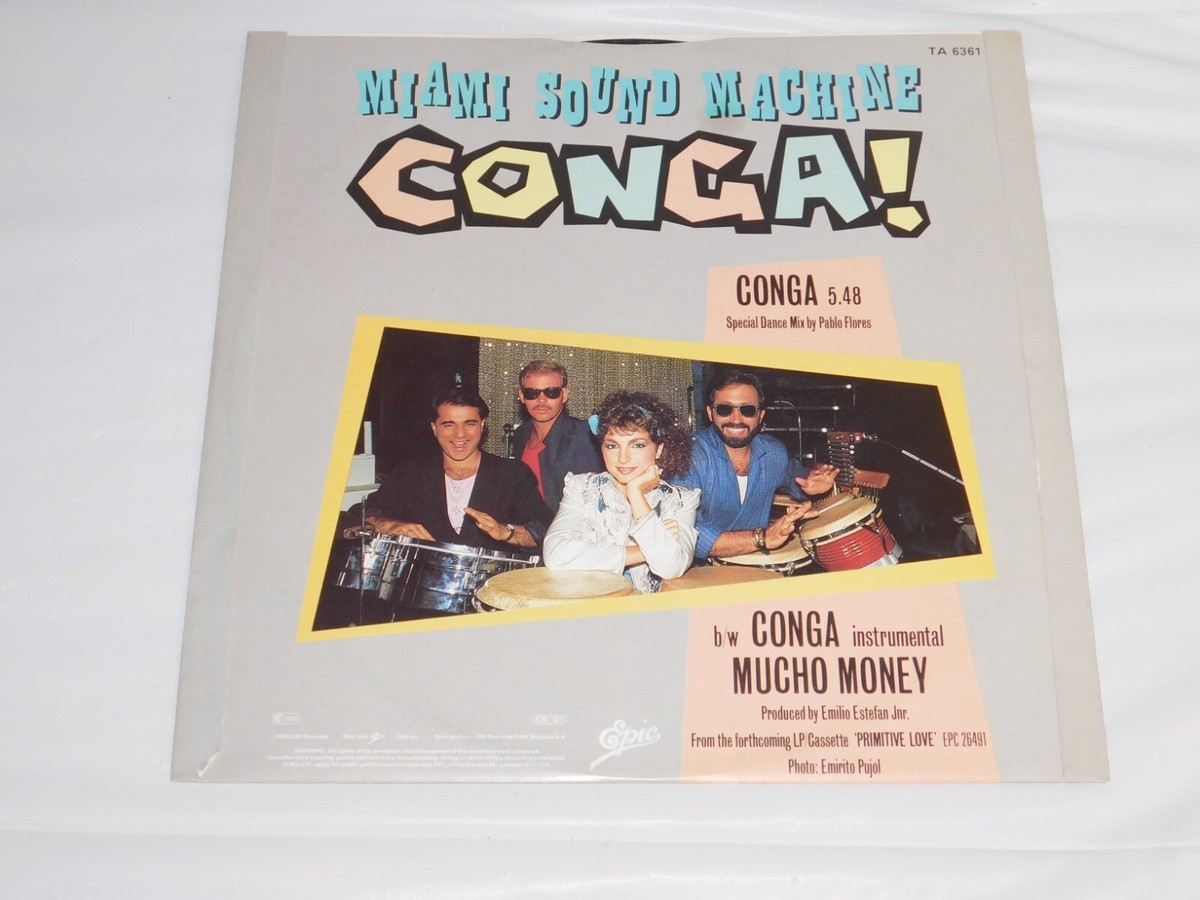 TA 6361
MIAMI SOUND MACHINE
CONGA!
CONGA 5.48
Special Dance Mix by Pablo Flores
b/w CONGA instrumental
MUCHO MONEY
Produced by Emilio Estefan Jnr.
From the forthcoming LP/Cassette 'PRIMITIVE LOVE' EPC 26491
Photo: Emirito Pujol
Epic